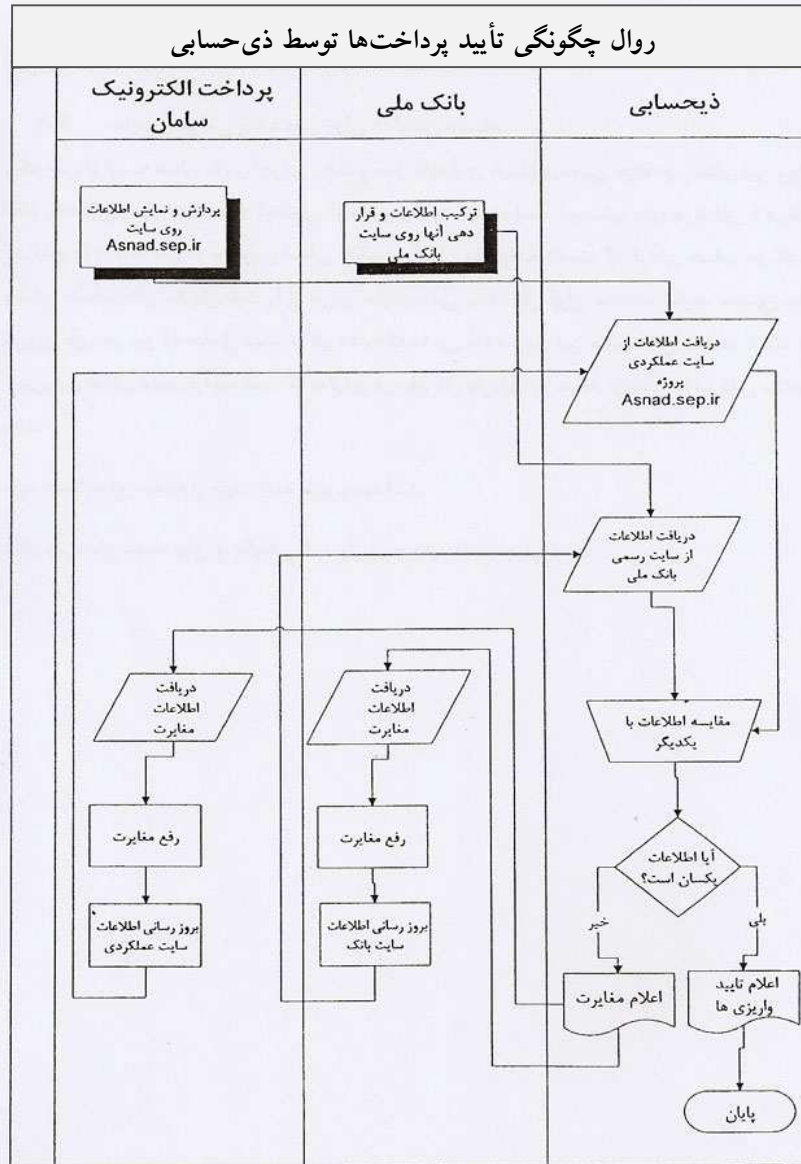 روال چگونگی تأیید پرداخت‌ها توسط ذی‌حسابی
ذیحسابی
بانک ملی
پرداخت الکترونیک
سامان
ترکیب اطلاعات و قرار
دهی آنها روی سایت
بانک ملی
پردازش و نمایش اطلاعات
روی سایت
Asnad.sep.ir
دریافت اطلاعات از
سایت عملکردی
پروژه
Asnad.sep.ir
دریافت اطلاعات
از سایت رسمی
بانک ملی
مقایسه اطلاعات با
یکدیگر
آیا اطلاعات
یکسان است؟
بلی
خیر
اعلام تایید
واریزی ها
اعلام مغایرت
پایان
دریافت
اطلاعات
مغایرت
رفع مغایرت
بروز رسانی اطلاعات
سایت بانک
دریافت
اطلاعات
مغایرت
رفع مغایرت
بروز رسانی اطلاعات
سایت عملکردی